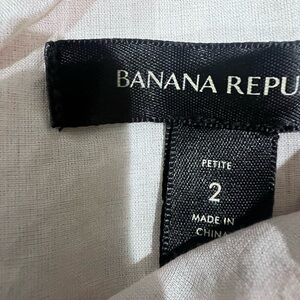 BANANA REPU
PETITE
2
MADE IN
CHINA